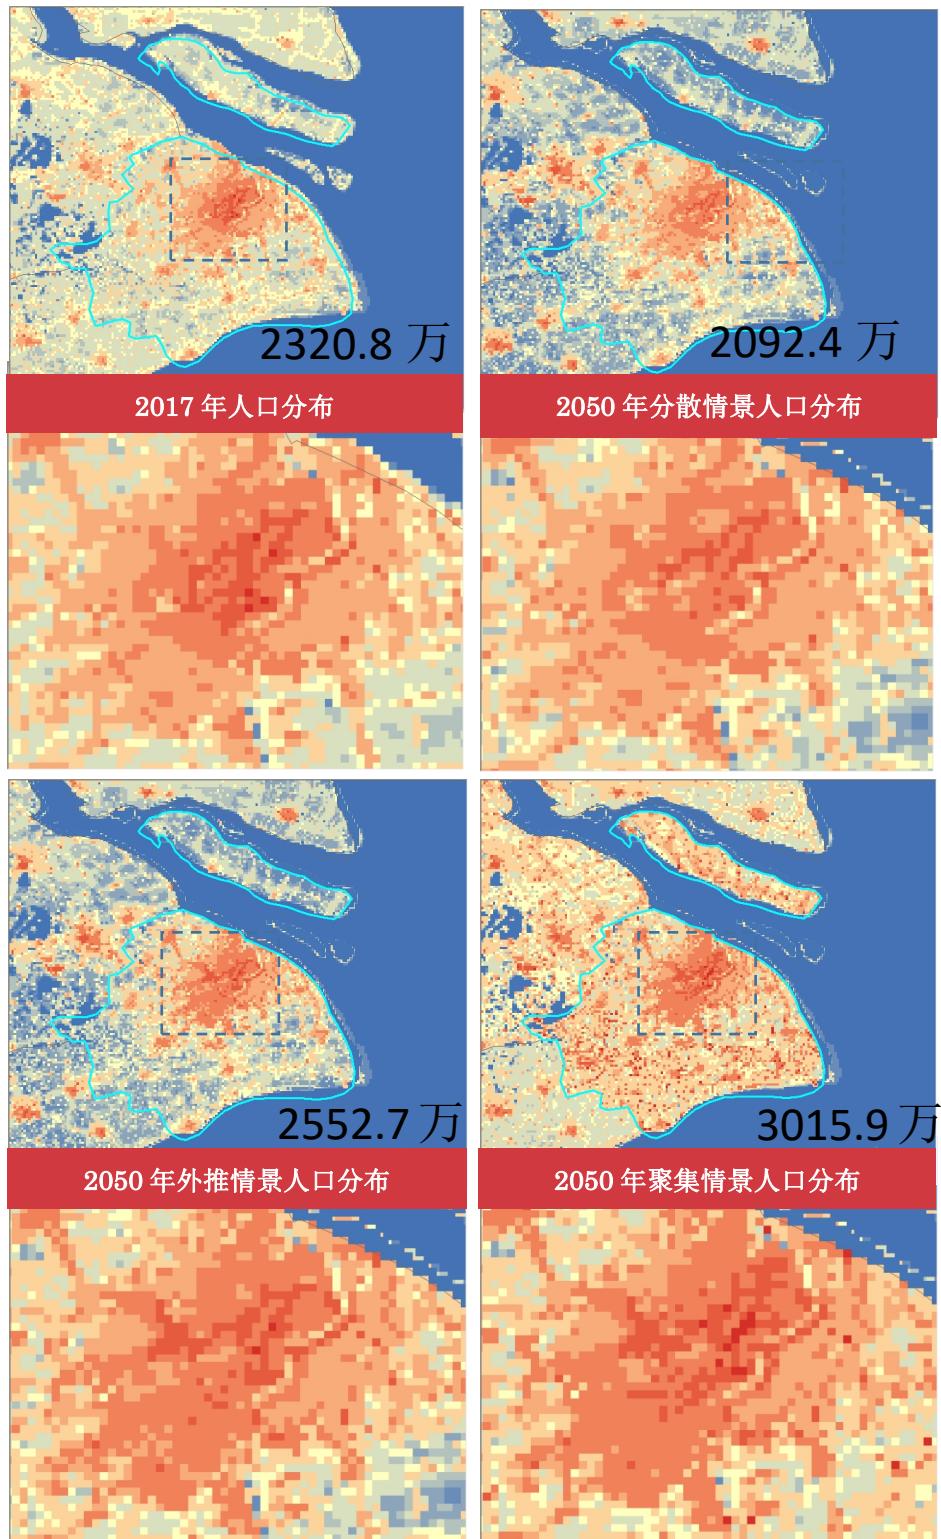 2320.8 万
2017 年人口分布
2092.4 万
2050 年分散情景人口分布
2552.7 万
2050 年外推情景人口分布
3015.9 万
2050 年聚集情景人口分布